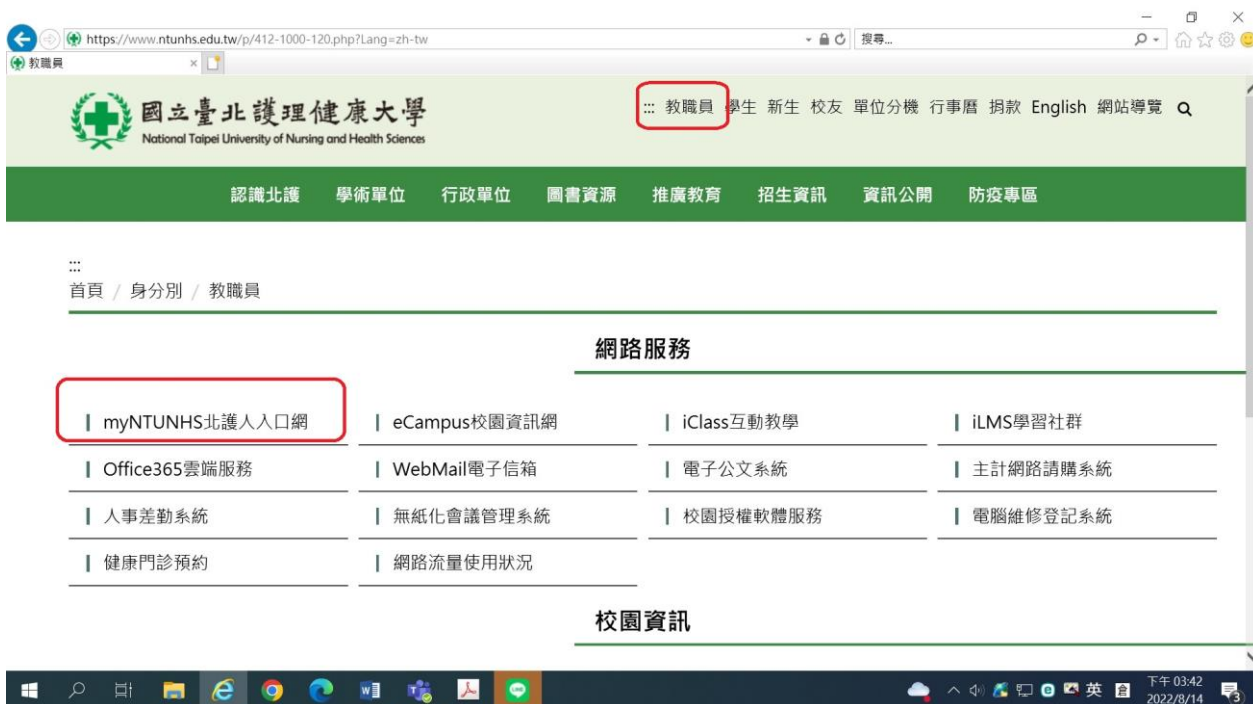 https://www.ntunhs.edu.tw/p/412-1000-120.php?Lang=zh-tw
搜尋...
教職員
國立臺北護理健康大學
National Taipei University of Nursing and Health Sciences
::: 教職員 學生 新生 校友 單位分機 行事曆 捐款 English 網站導覽
認識北護 學術單位 行政單位 圖書資源 推廣教育 招生資訊 資訊公開 防疫專區
:::
首頁 / 身分別 / 教職員
網路服務
myNTUNHS北護人入口網 eCampus校園資訊網 iClass互動教學 iLMS學習社群
Office365雲端服務 WebMail電子信箱 電子公文系統 主計網路請購系統
人事差勤系統 無紙化會議管理系統 校園授權軟體服務 電腦維修登記系統
健康門診預約 網路流量使用狀況
校園資訊
英
下午 03:42
2022/8/14
3